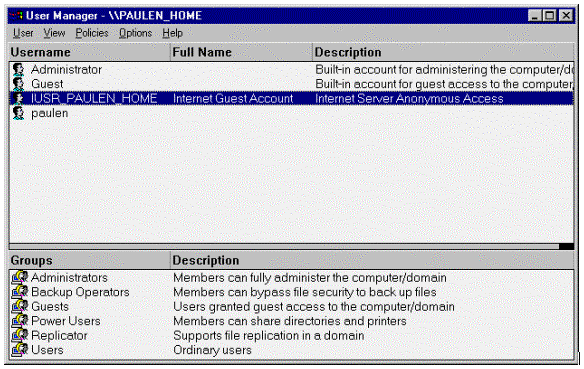 User Manager - \\PAULEN_HOME
User View Policies Options Help
Username Full Name Description
Administrator Built-in account for administering the computer/do
Guest Built-in account for guest access to the computer/
IUSR_PAULEN_HOME Internet Guest Account Internet Server Anonymous Access
paulen
Groups Description
Administrators Members can fully administer the computer/domain
Backup Operators Members can bypass file security to back up files
Guests Users granted guest access to the computer/domain
Power Users Members can share directories and printers
Replicator Supports file replication in a domain
Users Ordinary users